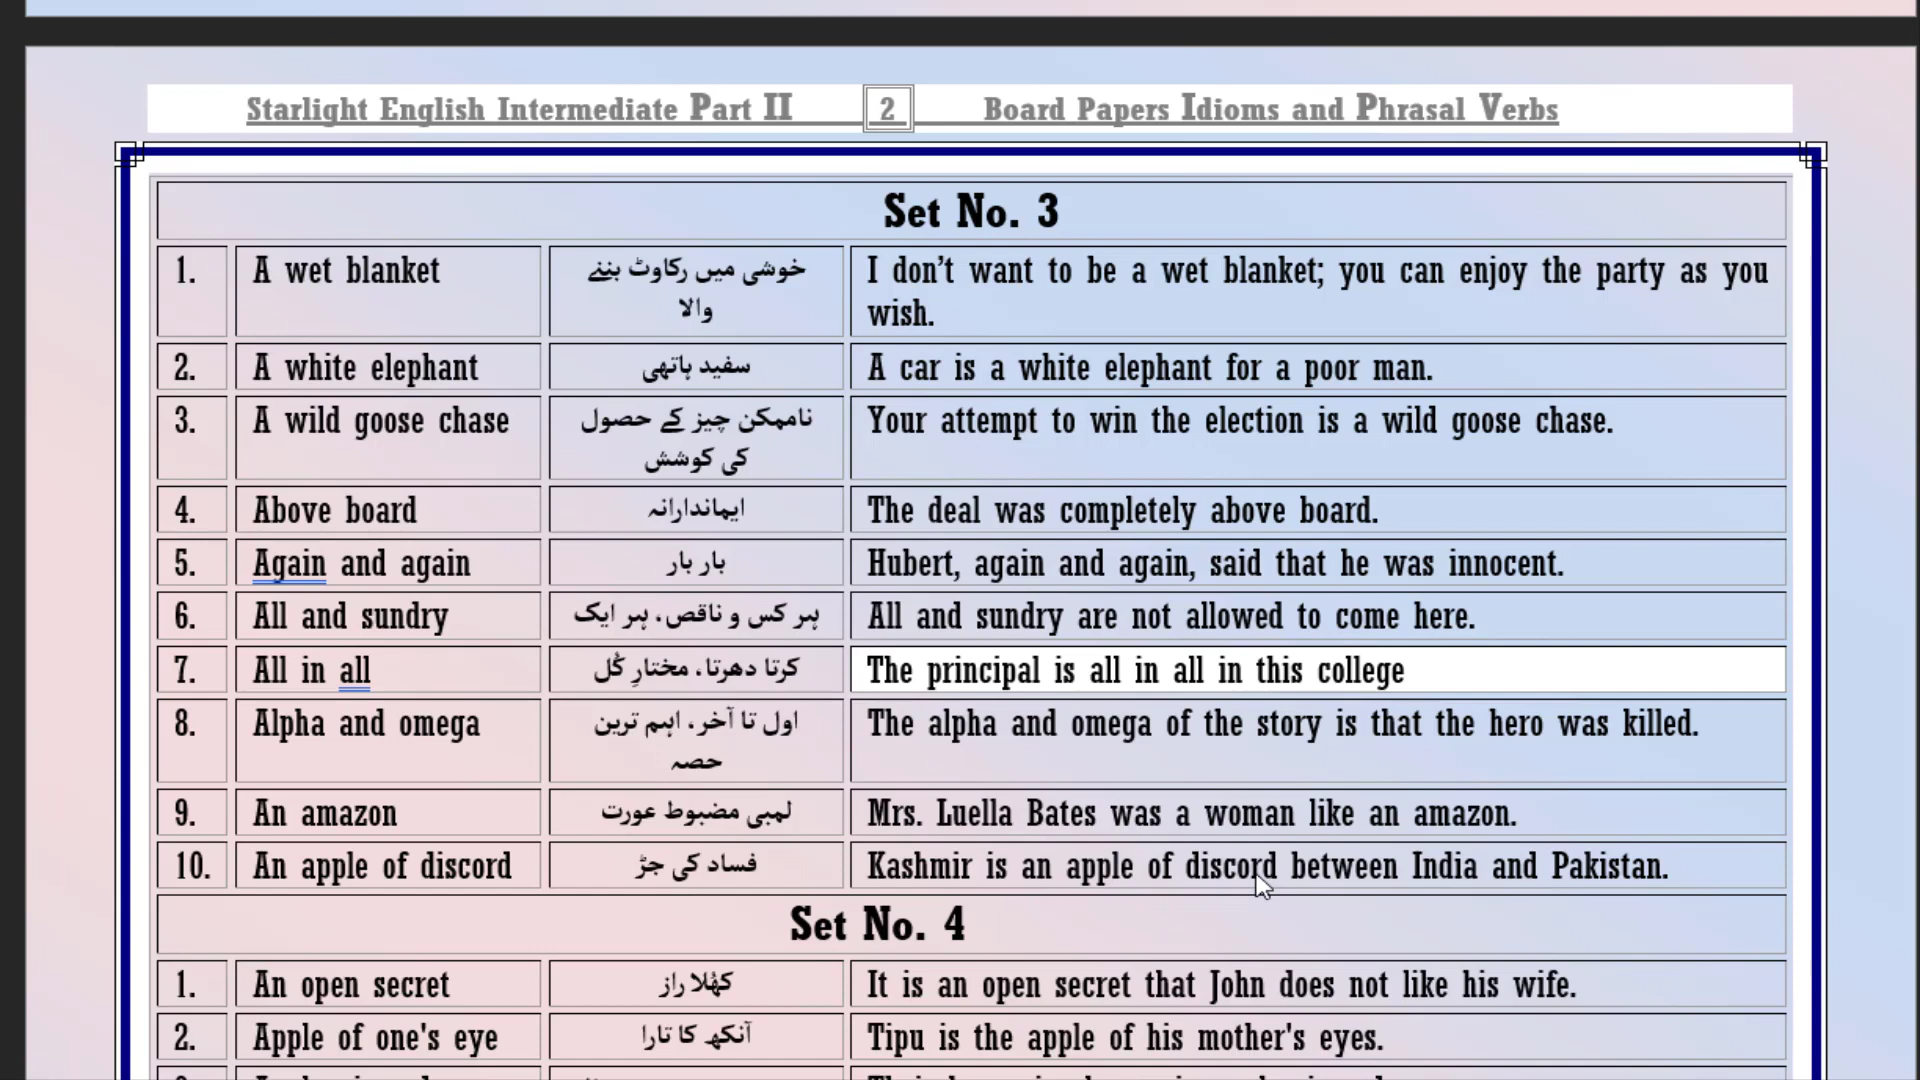 Starlight English Intermediate Part II 2 Board Papers Idioms and Phrasal Verbs
Set No. 3
1. A wet blanket خوشی میں رکاوٹ بننے والا I don’t want to be a wet blanket; you can enjoy the party as you
wish.
2. A white elephant سفید ہاتھی A car is a white elephant for a poor man.
3. A wild goose chase ناممکن چیز کے حصول کی کوشش Your attempt to win the election is a wild goose chase.
4. Above board ایماندارانہ The deal was completely above board.
5. Again and again بار بار Hubert, again and again, said that he was innocent.
6. All and sundry ہر کس و ناقص، ہر ایک All and sundry are not allowed to come here.
7. All in all کرتا دھرتا، مختارِ کُل The principal is all in all in this college
8. Alpha and omega اول تا آخر، اہم ترین حصہ The alpha and omega of the story is that the hero was killed.
9. An amazon لمبی مضبوط عورت Mrs. Luella Bates was a woman like an amazon.
10. An apple of discord فساد کی جڑ Kashmir is an apple of discord between India and Pakistan.
Set No. 4
1. An open secret کھُلا راز It is an open secret that John does not like his wife.
2. Apple of one's eye آنکھ کا تارا Tipu is the apple of his mother's eyes.